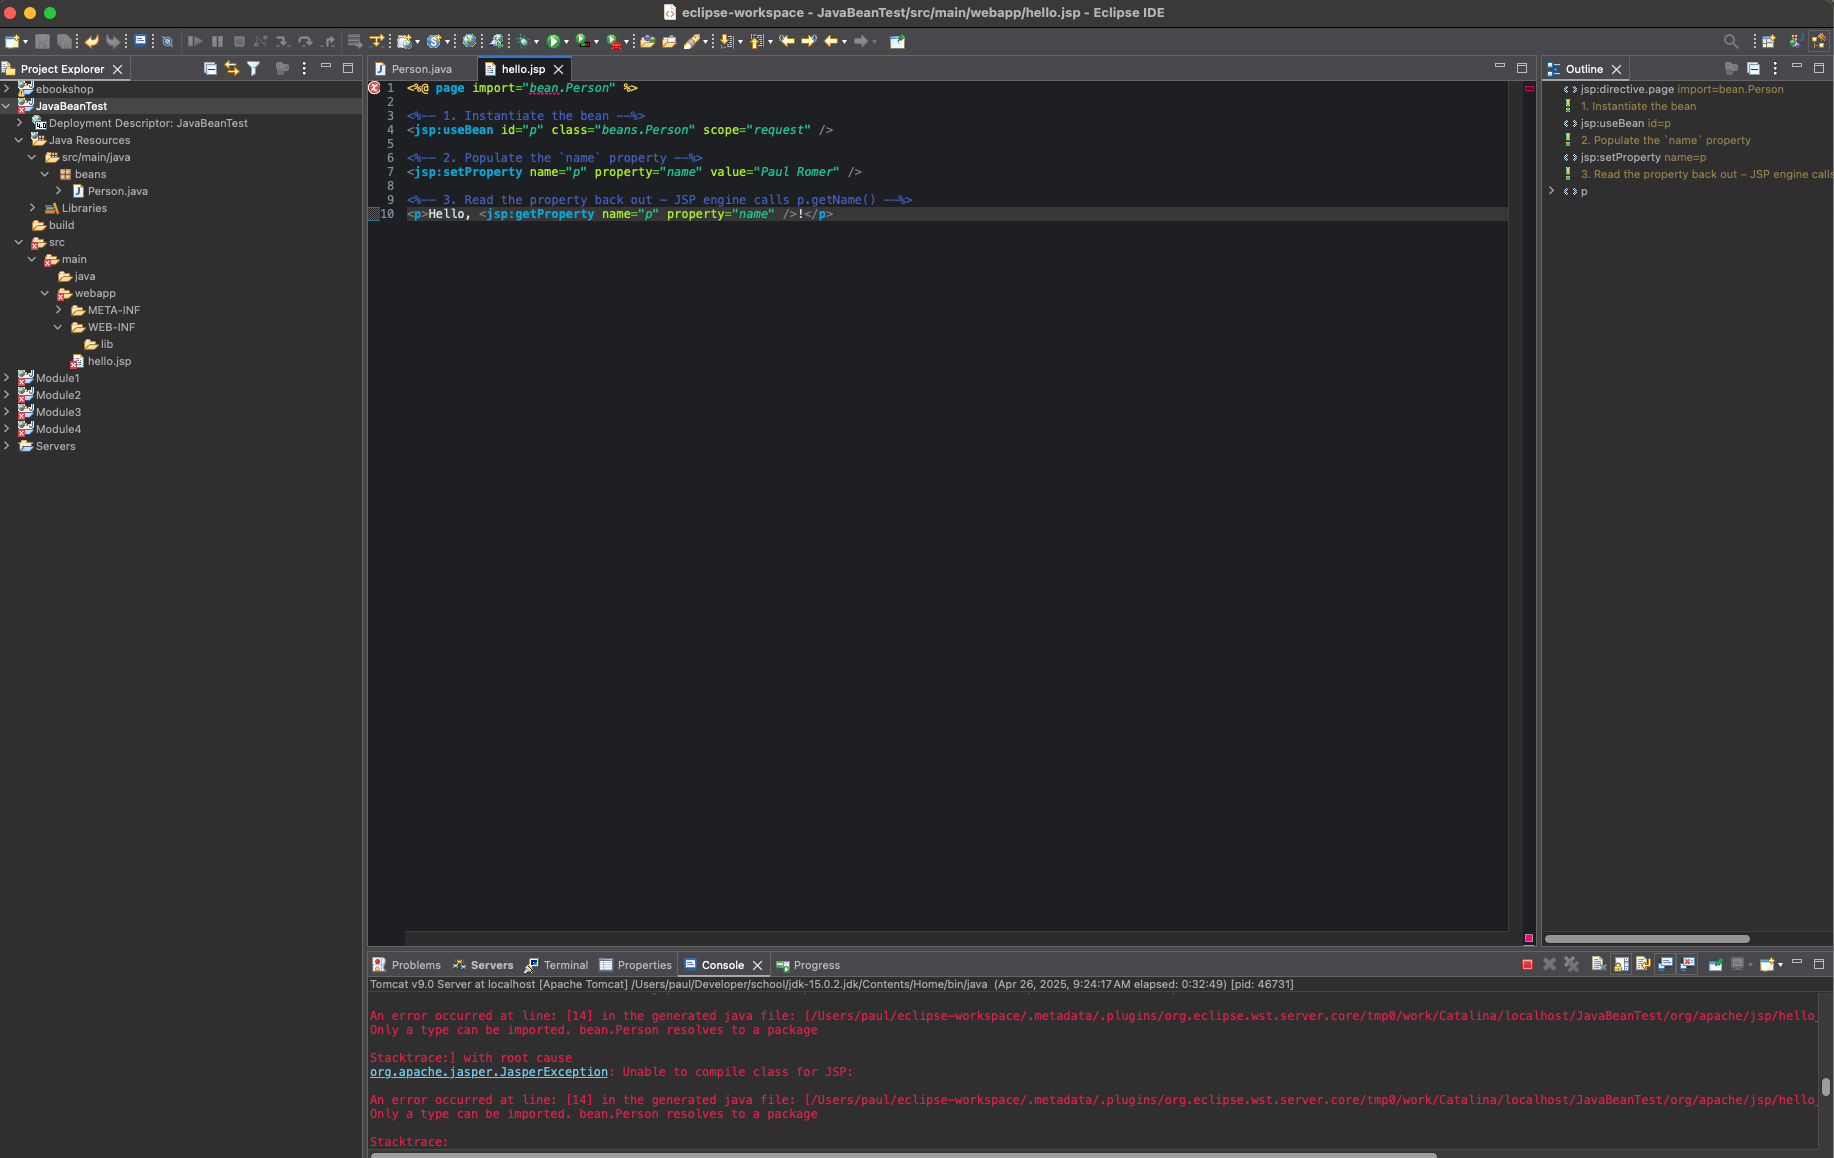 eclipse-workspace - JavaBeanTest/src/main/webapp/hello.jsp - Eclipse IDE
Project Explorer
ebookshop
JavaBeanTest
Deployment Descriptor: JavaBeanTest
Java Resources
src/main/java
beans
Person.java
Libraries
build
src
main
java
webapp
META-INF
WEB-INF
lib
hello.jsp
Module1
Module2
Module3
Module4
Servers
Person.java
hello.jsp
1 <%@ page import="bean.Person" %>
2
3 <%-- 1. Instantiate the bean --%>
4 <jsp:useBean id="p" class="beans.Person" scope="request" />
5
6 <%-- 2. Populate the `name` property --%>
7 <jsp:setProperty name="p" property="name" value="Paul Romer" />
8
9 <%-- 3. Read the property back out – JSP engine calls p.getName() --%>
10 <p>Hello, <jsp:getProperty name="p" property="name" />!</p>
Outline
jsp:directive.page import=bean.Person
1. Instantiate the bean
jsp:useBean id=p
2. Populate the `name` property
jsp:setProperty name=p
3. Read the property back out – JSP engine calls
p
Problems
Servers
Terminal
Properties
Console
Progress
Tomcat v9.0 Server at localhost [Apache Tomcat] /Users/paul/Developer/school/jdk-15.0.2.jdk/Contents/Home/bin/java (Apr 26, 2025, 9:24:17 AM elapsed: 0:32:49) [pid: 46731]
An error occurred at line: [14] in the generated java file: [/Users/paul/eclipse-workspace/.metadata/.plugins/org.eclipse.wst.server.core/tmp0/work/Catalina/localhost/JavaBeanTest/org/apache/jsp/hello_
Only a type can be imported. bean.Person resolves to a package
Stacktrace:] with root cause
org.apache.jasper.JasperException: Unable to compile class for JSP:
An error occurred at line: [14] in the generated java file: [/Users/paul/eclipse-workspace/.metadata/.plugins/org.eclipse.wst.server.core/tmp0/work/Catalina/localhost/JavaBeanTest/org/apache/jsp/hello_
Only a type can be imported. bean.Person resolves to a package
Stacktrace: